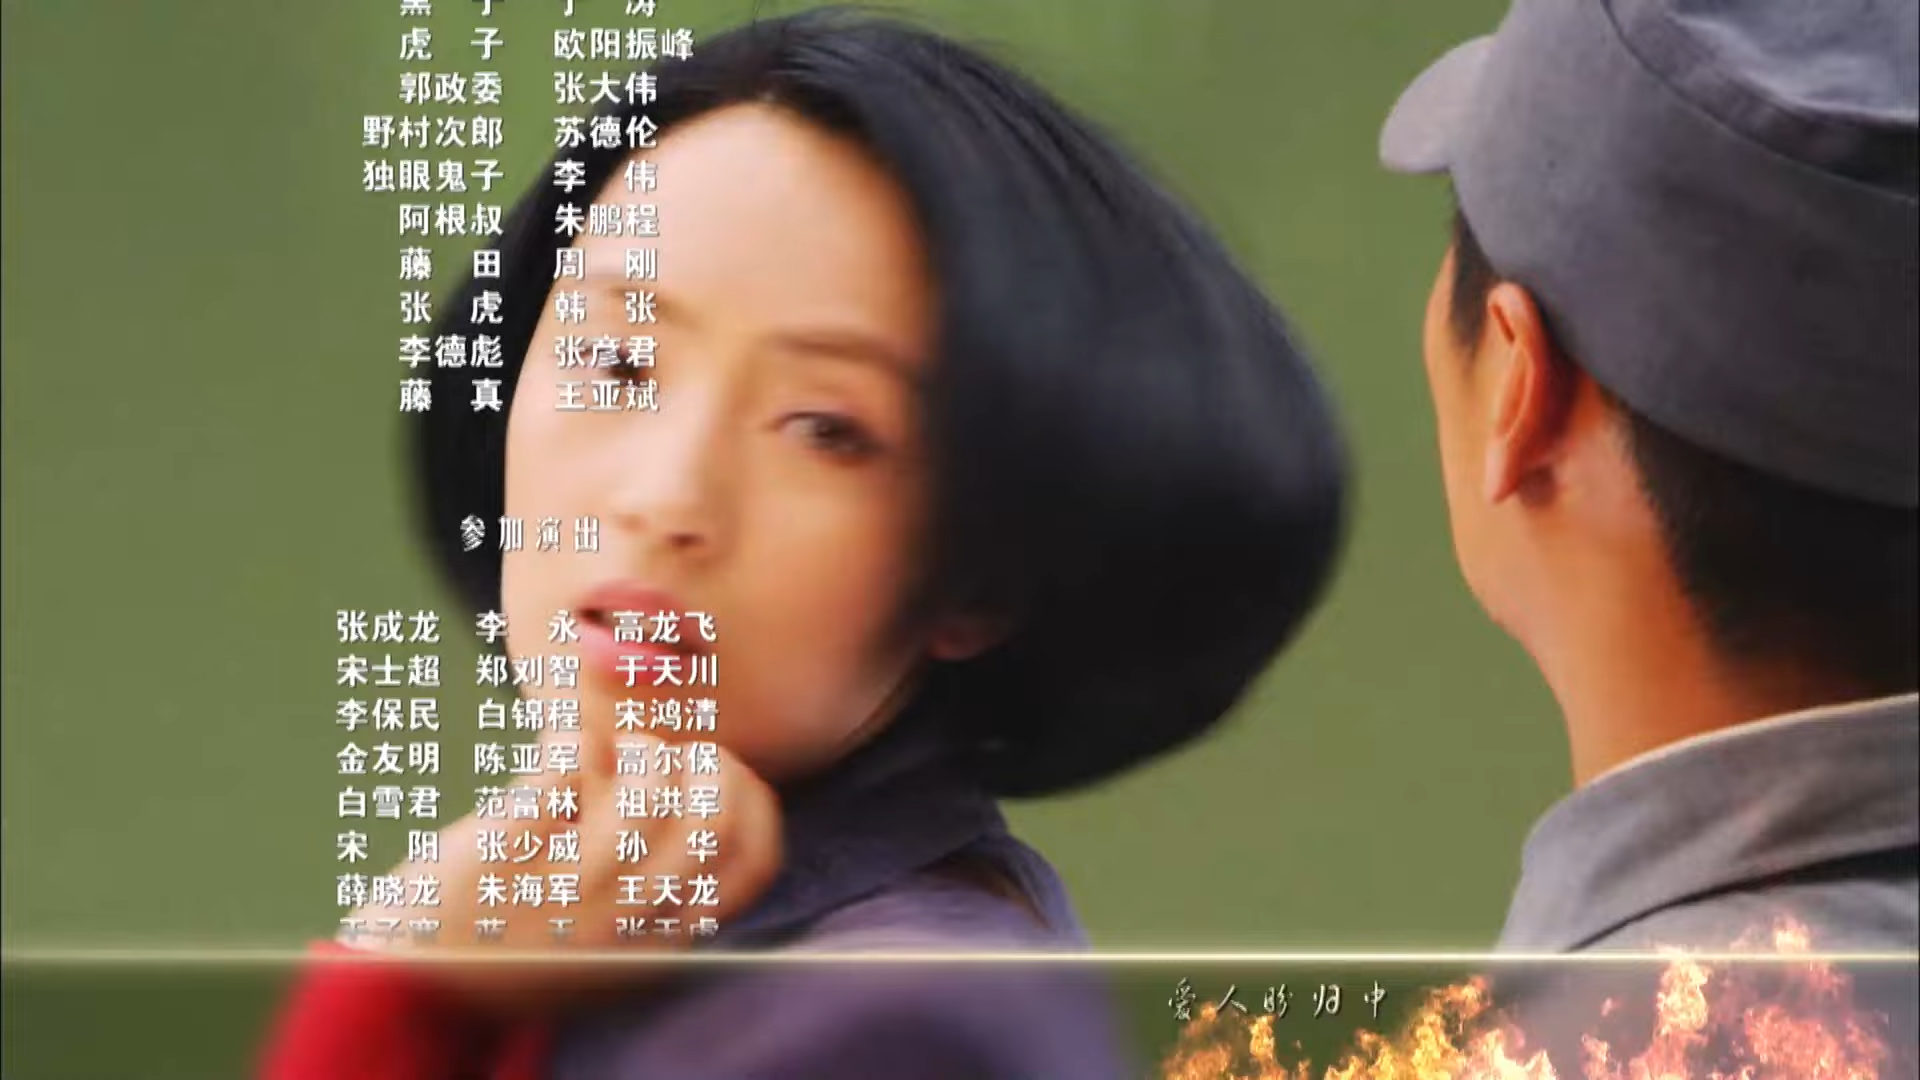 虎子 欧阳振峰
郭政委 张大伟
野村次郎 苏德伦
独眼鬼子 李伟
阿根叔 朱鹏程
藤田 周刚
张虎 韩张
李德彪 张彦君
藤真 王亚斌
参加演出
张成龙 李永 高龙飞
宋士超 郑刘智 于天川
李保民 白锦程 宋鸿清
金友明 陈亚军 高尔保
白雪君 范富林 祖洪军
宋阳 张少威 孙华
薛晓龙 朱海军 王天龙
爱人盼归中